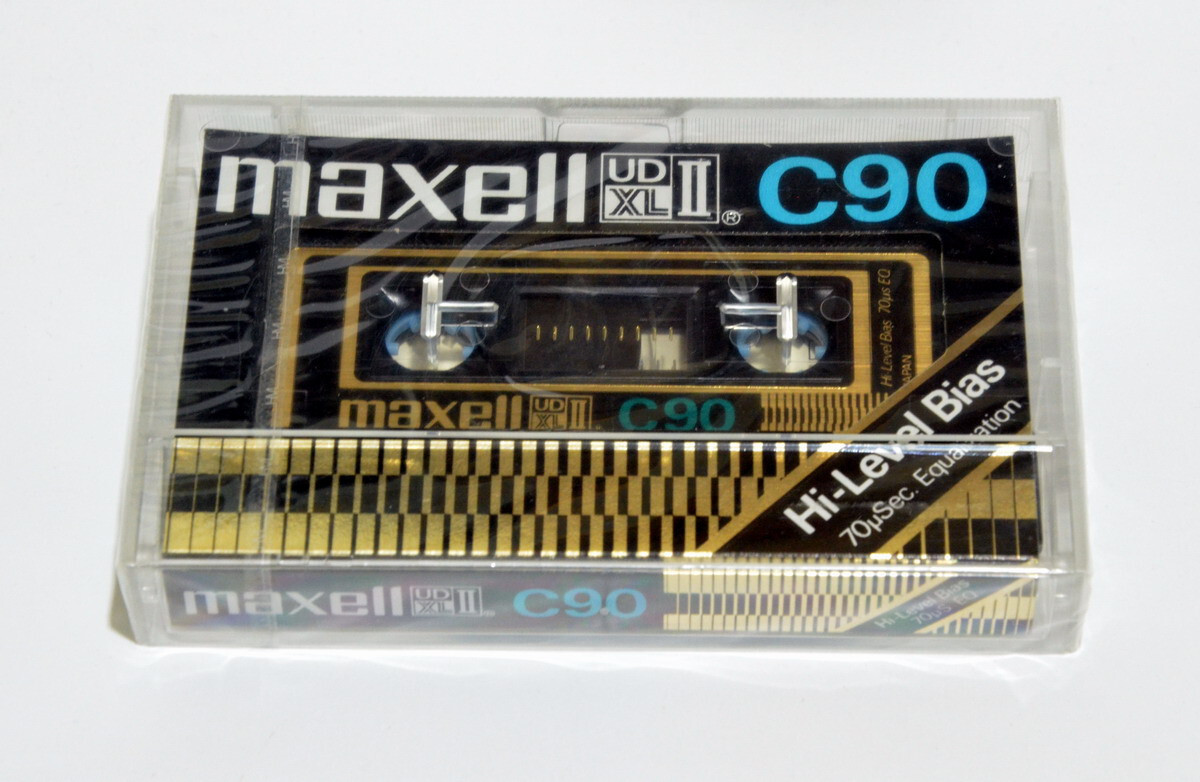 maxell UD XL II ® C90
Hi-Level Bias 70µs EQ
JAPAN
maxell UD XL II C90
Hi-Level Bias
70µSec. Equalization
maxell UD XL II C90
Hi-Level Bias
70µs EQ